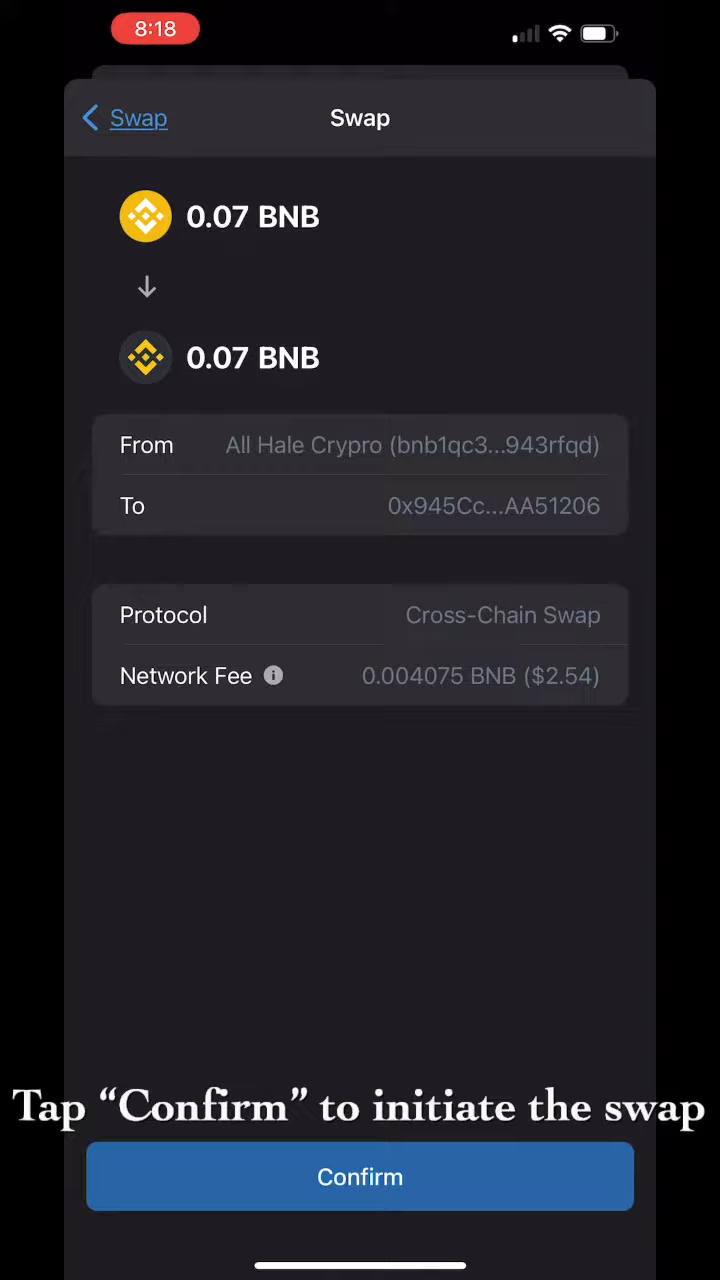 8:18
Swap
Swap
0.07 BNB
0.07 BNB
From All Hale Crypro (bnb1qc3...943rfqd)
To 0x945Cc...AA51206
Protocol Cross-Chain Swap
Network Fee 0.004075 BNB ($2.54)
Tap “Confirm” to initiate the swap
Confirm